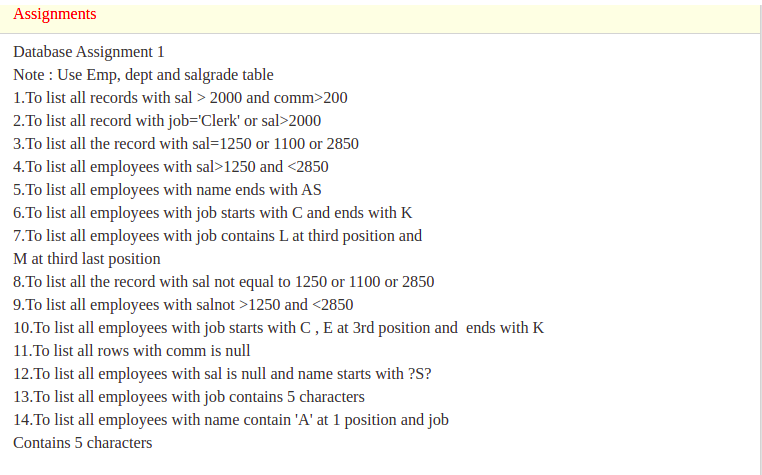 Assignments
Database Assignment 1
Note : Use Emp, dept and salgrade table
1.To list all records with sal > 2000 and comm>200
2.To list all record with job='Clerk' or sal>2000
3.To list all the record with sal=1250 or 1100 or 2850
4.To list all employees with sal>1250 and <2850
5.To list all employees with name ends with AS
6.To list all employees with job starts with C and ends with K
7.To list all employees with job contains L at third position and
M at third last position
8.To list all the record with sal not equal to 1250 or 1100 or 2850
9.To list all employees with salnot >1250 and <2850
10.To list all employees with job starts with C , E at 3rd position and  ends with K
11.To list all rows with comm is null
12.To list all employees with sal is null and name starts with ?S?
13.To list all employees with job contains 5 characters
14.To list all employees with name contain 'A' at 1 position and job
Contains 5 characters